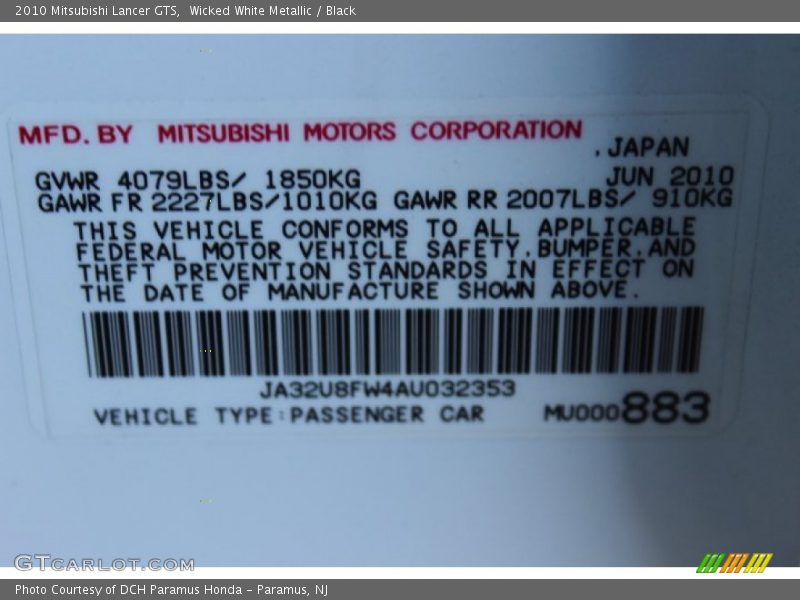 2010 Mitsubishi Lancer GTS, Wicked White Metallic / Black
MFD. BY MITSUBISHI MOTORS CORPORATION
.JAPAN
GVWR 4079LBS/ 1850KG JUN 2010
GAWR FR 2227LBS/1010KG GAWR RR 2007LBS/ 910KG
THIS VEHICLE CONFORMS TO ALL APPLICABLE
FEDERAL MOTOR VEHICLE SAFETY,BUMPER,AND
THEFT PREVENTION STANDARDS IN EFFECT ON
THE DATE OF MANUFACTURE SHOWN ABOVE.
JA32U8FW4AU032353
VEHICLE TYPE:PASSENGER CAR MU000883
GTCARLOT.COM
Photo Courtesy of DCH Paramus Honda - Paramus, NJ